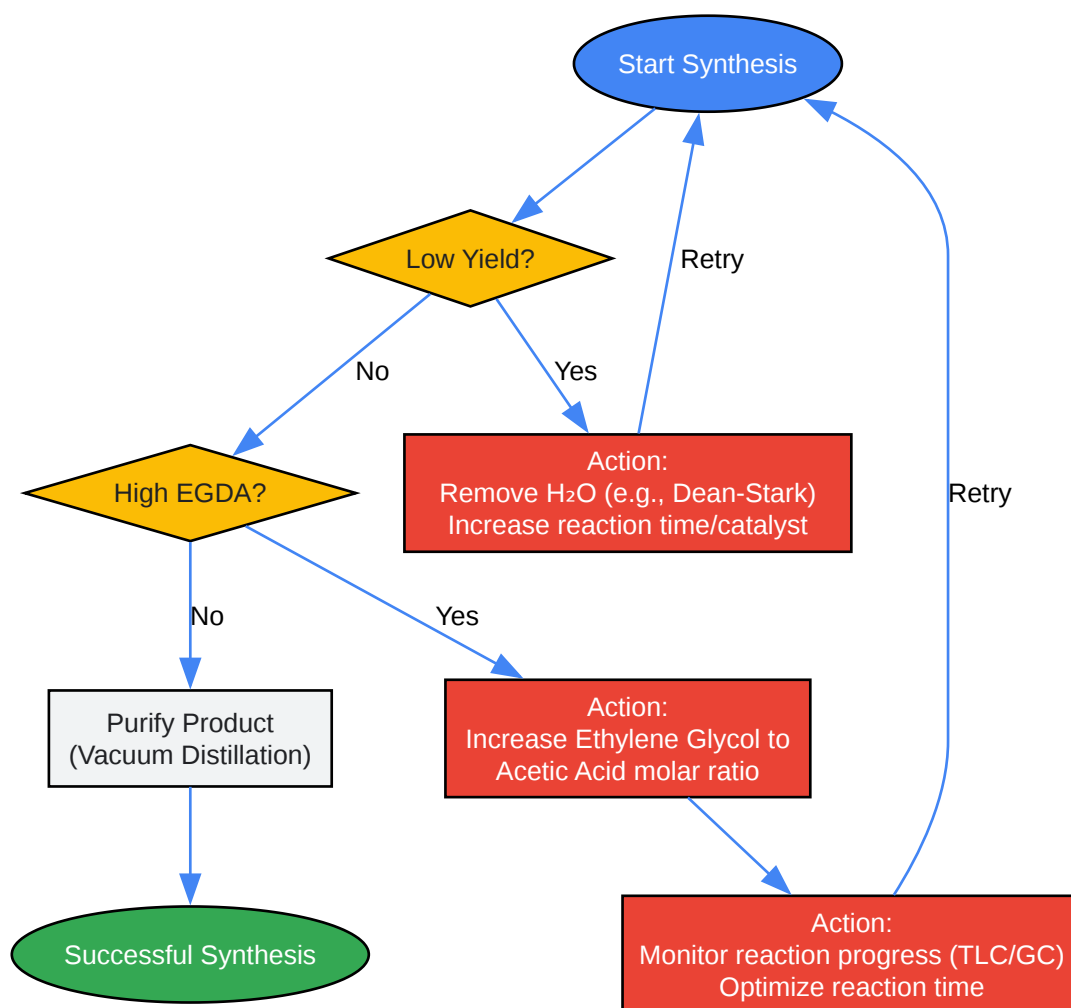 Start Synthesis
Low Yield?
Retry
No
Yes
Action:
Remove H₂O (e.g., Dean-Stark)
Increase reaction time/catalyst
High EGDA?
Retry
No
Yes
Purify Product
(Vacuum Distillation)
Action:
Increase Ethylene Glycol to
Acetic Acid molar ratio
Successful Synthesis
Action:
Monitor reaction progress (TLC/GC)
Optimize reaction time